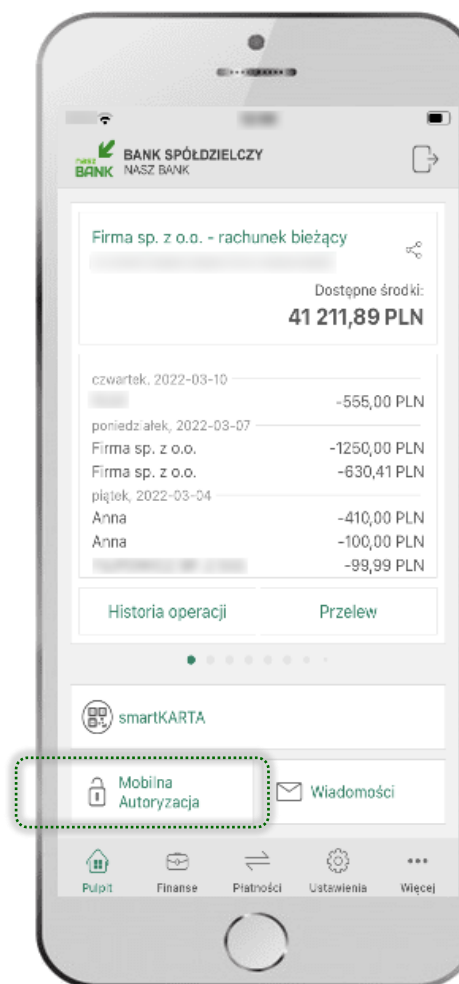 NASZ
BANK
BANK SPÓŁDZIELCZY
NASZ BANK
Firma sp. z o.o. - rachunek bieżący
Dostępne środki:
41 211,89 PLN
czwartek, 2022-03-10
-555,00 PLN
poniedziałek, 2022-03-07
Firma sp. z o.o. -1250,00 PLN
Firma sp. z o.o. -630,41 PLN
piątek, 2022-03-04
Anna -410,00 PLN
Anna -100,00 PLN
-99,99 PLN
Historia operacji Przelew
smartKARTA
Mobilna
Autoryzacja
Wiadomości
Pulpit Finanse Płatności Ustawienia Więcej